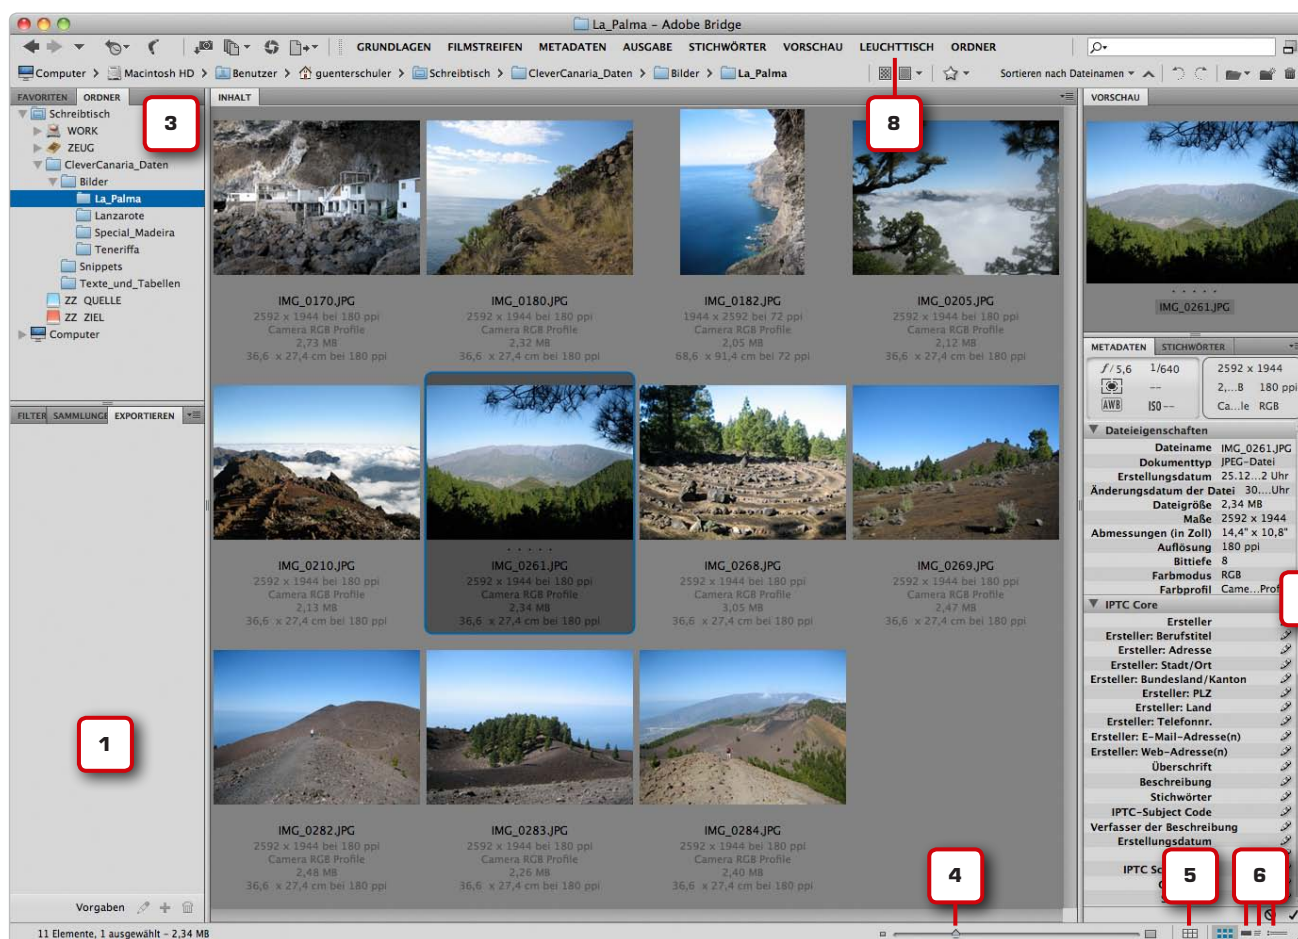 La_Palma – Adobe Bridge
GRUNDLAGEN FILMSTREIFEN METADATEN AUSGABE STICHWÖRTER VORSCHAU LEUCHTTISCH ORDNER
Computer > Macintosh HD > Benutzer > guenterschuler > Schreibtisch > CleverCanaria_Daten > Bilder > La_Palma
Sortieren nach Dateinamen
FAVORITEN ORDNER
Schreibtisch
WORK
ZEUG
CleverCanaria_Daten
Bilder
La_Palma
Lanzarote
Special_Madeira
Teneriffa
Snippets
Texte_und_Tabellen
ZZ QUELLE
ZZ ZIEL
Computer
3
FILTER SAMMLUNGE EXPORTIEREN
1
Vorgaben
11 Elemente, 1 ausgewählt – 2,34 MB
INHALT
8
IMG_0170.JPG
2592 x 1944 bei 180 ppi
Camera RGB Profile
2,73 MB
36,6 x 27,4 cm bei 180 ppi
IMG_0180.JPG
2592 x 1944 bei 180 ppi
Camera RGB Profile
2,32 MB
36,6 x 27,4 cm bei 180 ppi
IMG_0182.JPG
1944 x 2592 bei 72 ppi
Camera RGB Profile
2,05 MB
68,6 x 91,4 cm bei 72 ppi
IMG_0205.JPG
2592 x 1944 bei 180 ppi
Camera RGB Profile
2,12 MB
36,6 x 27,4 cm bei 180 ppi
IMG_0210.JPG
2592 x 1944 bei 180 ppi
Camera RGB Profile
2,13 MB
36,6 x 27,4 cm bei 180 ppi
IMG_0261.JPG
2592 x 1944 bei 180 ppi
Camera RGB Profile
2,34 MB
36,6 x 27,4 cm bei 180 ppi
IMG_0268.JPG
2592 x 1944 bei 180 ppi
Camera RGB Profile
3,05 MB
36,6 x 27,4 cm bei 180 ppi
IMG_0269.JPG
2592 x 1944 bei 180 ppi
Camera RGB Profile
2,47 MB
36,6 x 27,4 cm bei 180 ppi
IMG_0282.JPG
2592 x 1944 bei 180 ppi
Camera RGB Profile
2,48 MB
36,6 x 27,4 cm bei 180 ppi
IMG_0283.JPG
2592 x 1944 bei 180 ppi
Camera RGB Profile
2,26 MB
36,6 x 27,4 cm bei 180 ppi
IMG_0284.JPG
2592 x 1944 bei 180 ppi
Camera RGB Profile
2,40 MB
36,6 x 27,4 cm bei 180 ppi
4
VORSCHAU
IMG_0261.JPG
METADATEN STICHWÖRTER
f/5,6 1/640
--
AWB ISO --
2592 x 1944
2,...B 180 ppi
Ca...le RGB
Dateieigenschaften
Dateiname IMG_0261.JPG
Dokumenttyp JPEG-Datei
Erstellungsdatum 25.12...2 Uhr
Änderungsdatum der Datei 30....Uhr
Dateigröße 2,34 MB
Maße 2592 x 1944
Abmessungen (in Zoll) 14,4" x 10,8"
Auflösung 180 ppi
Bittiefe 8
Farbmodus RGB
Farbprofil Came...Prof
IPTC Core
Ersteller
Ersteller: Berufstitel
Ersteller: Adresse
Ersteller: Stadt/Ort
Ersteller: Bundesland/Kanton
Ersteller: PLZ
Ersteller: Land
Ersteller: Telefonnr.
Ersteller: E-Mail-Adresse(n)
Ersteller: Web-Adresse(n)
Überschrift
Beschreibung
Stichwörter
IPTC-Subject Code
Verfasser der Beschreibung
Erstellungsdatum
IPTC
5
6